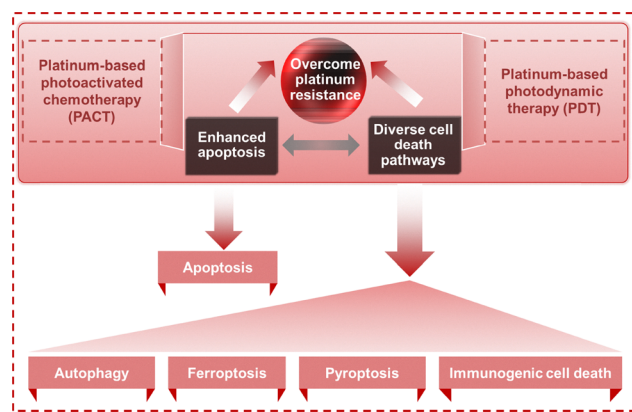 Platinum-based
photoactivated
chemotherapy
(PACT)
Overcome
platinum
resistance
Platinum-based
photodynamic
therapy (PDT)
Enhanced
apoptosis
Diverse cell
death
pathways
Apoptosis
Autophagy
Ferroptosis
Pyroptosis
Immunogenic cell death